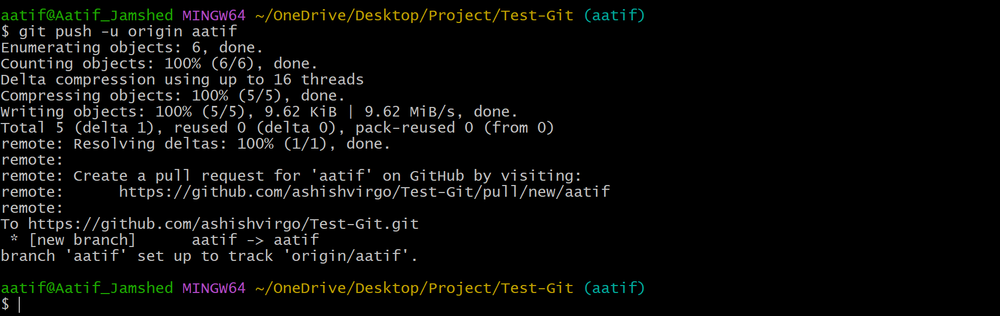 aatif@Aatif_Jamshed MINGW64 ~/OneDrive/Desktop/Project/Test-Git (aatif)
$ git push -u origin aatif
Enumerating objects: 6, done.
Counting objects: 100% (6/6), done.
Delta compression using up to 16 threads
Compressing objects: 100% (5/5), done.
Writing objects: 100% (5/5), 9.62 KiB | 9.62 MiB/s, done.
Total 5 (delta 1), reused 0 (delta 0), pack-reused 0 (from 0)
remote: Resolving deltas: 100% (1/1), done.
remote:
remote: Create a pull request for 'aatif' on GitHub by visiting:
remote:      https://github.com/ashishvirgo/Test-Git/pull/new/aatif
remote:
To https://github.com/ashishvirgo/Test-Git.git
 * [new branch]      aatif -> aatif
branch 'aatif' set up to track 'origin/aatif'.
aatif@Aatif_Jamshed MINGW64 ~/OneDrive/Desktop/Project/Test-Git (aatif)
$